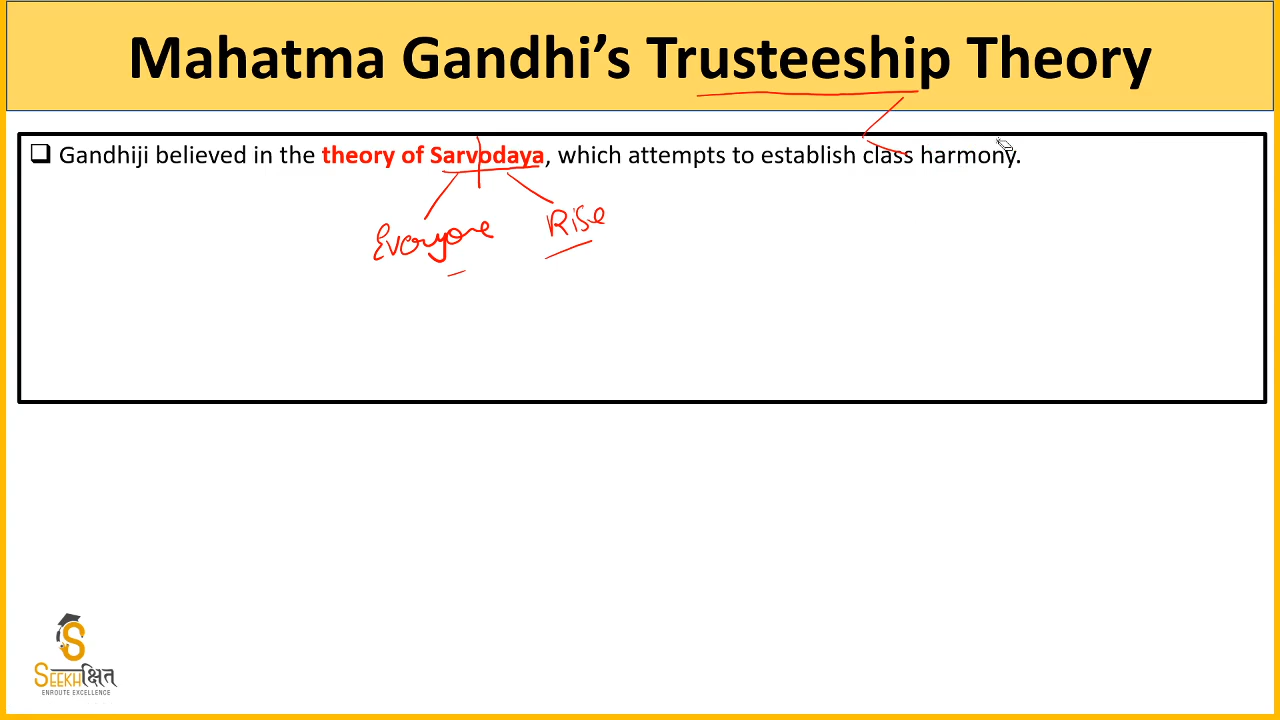 Mahatma Gandhi’s Trusteeship Theory
❑ Gandhiji believed in the theory of Sarvodaya, which attempts to establish class harmony.
Everyone Rise
S
SEEKHक्षित
ENROUTE EXCELLENCE